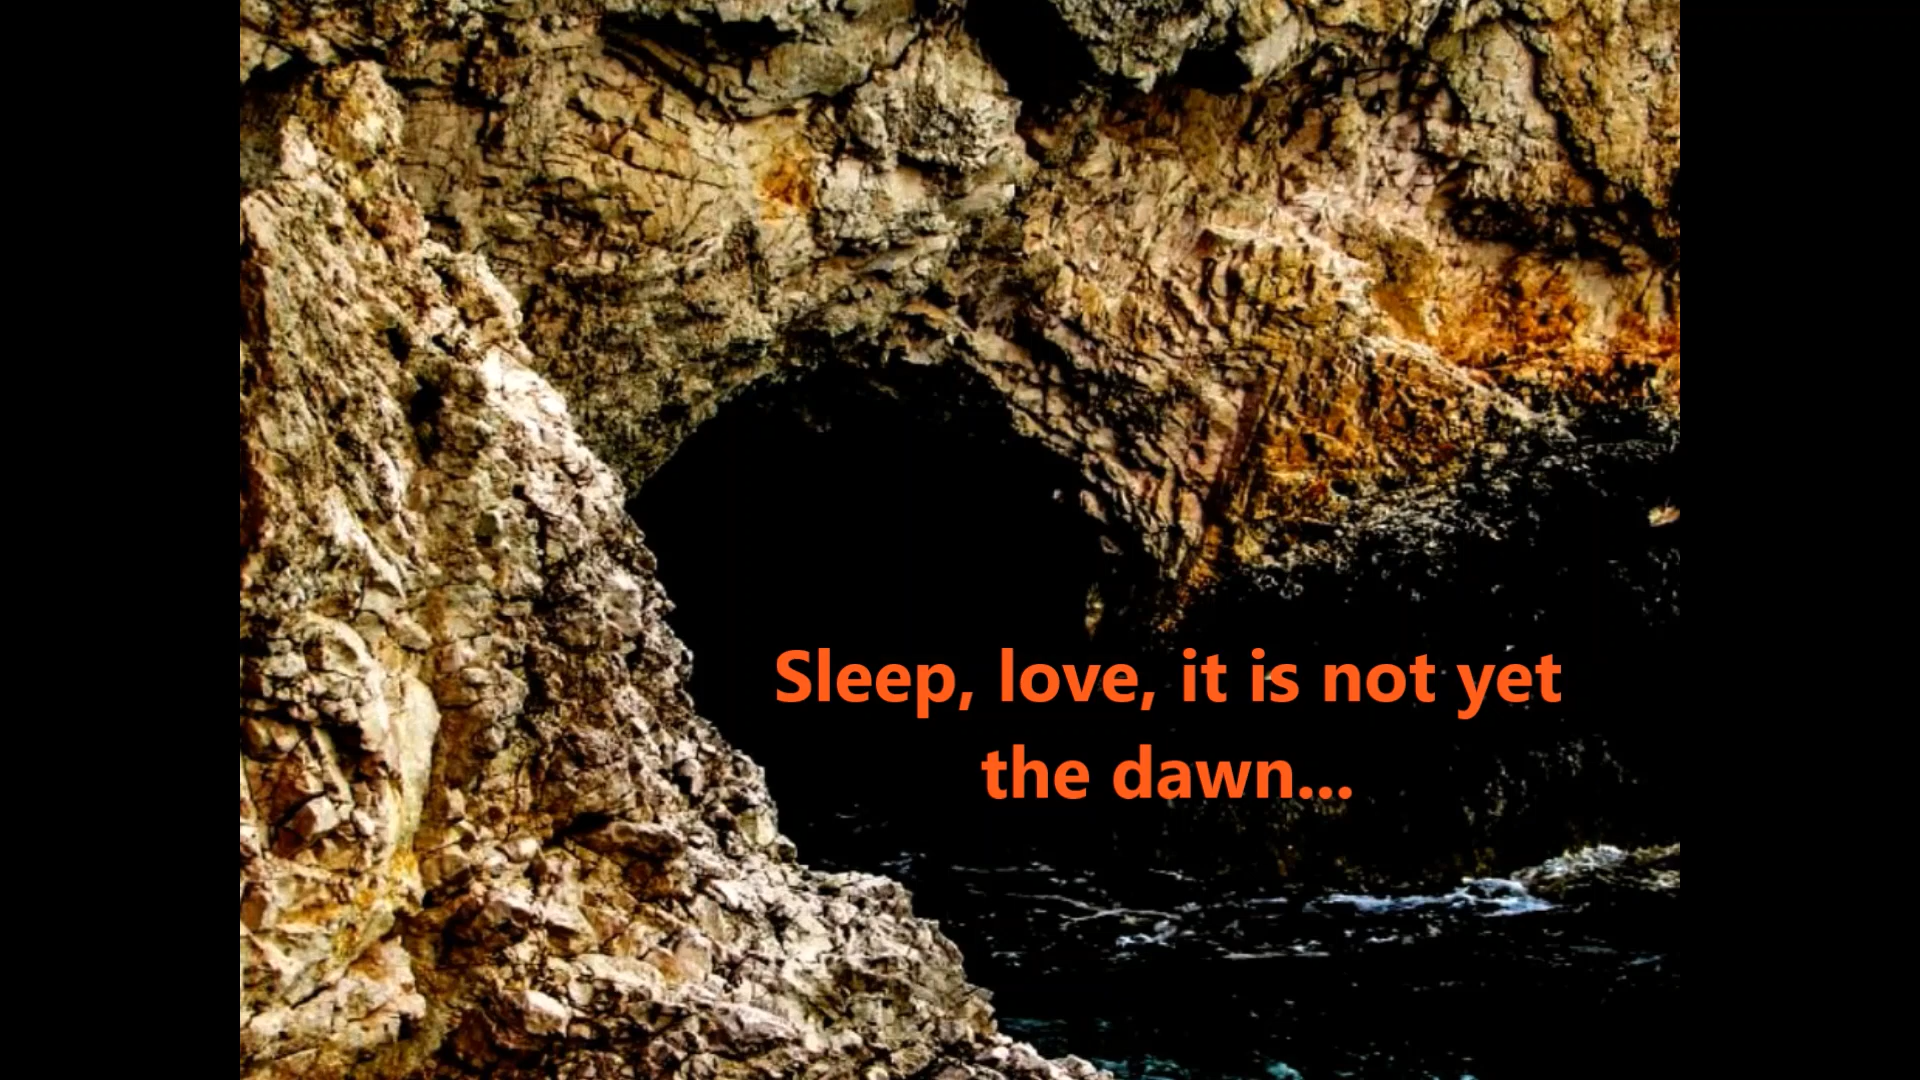 Sleep, love, it is not yet
the dawn...